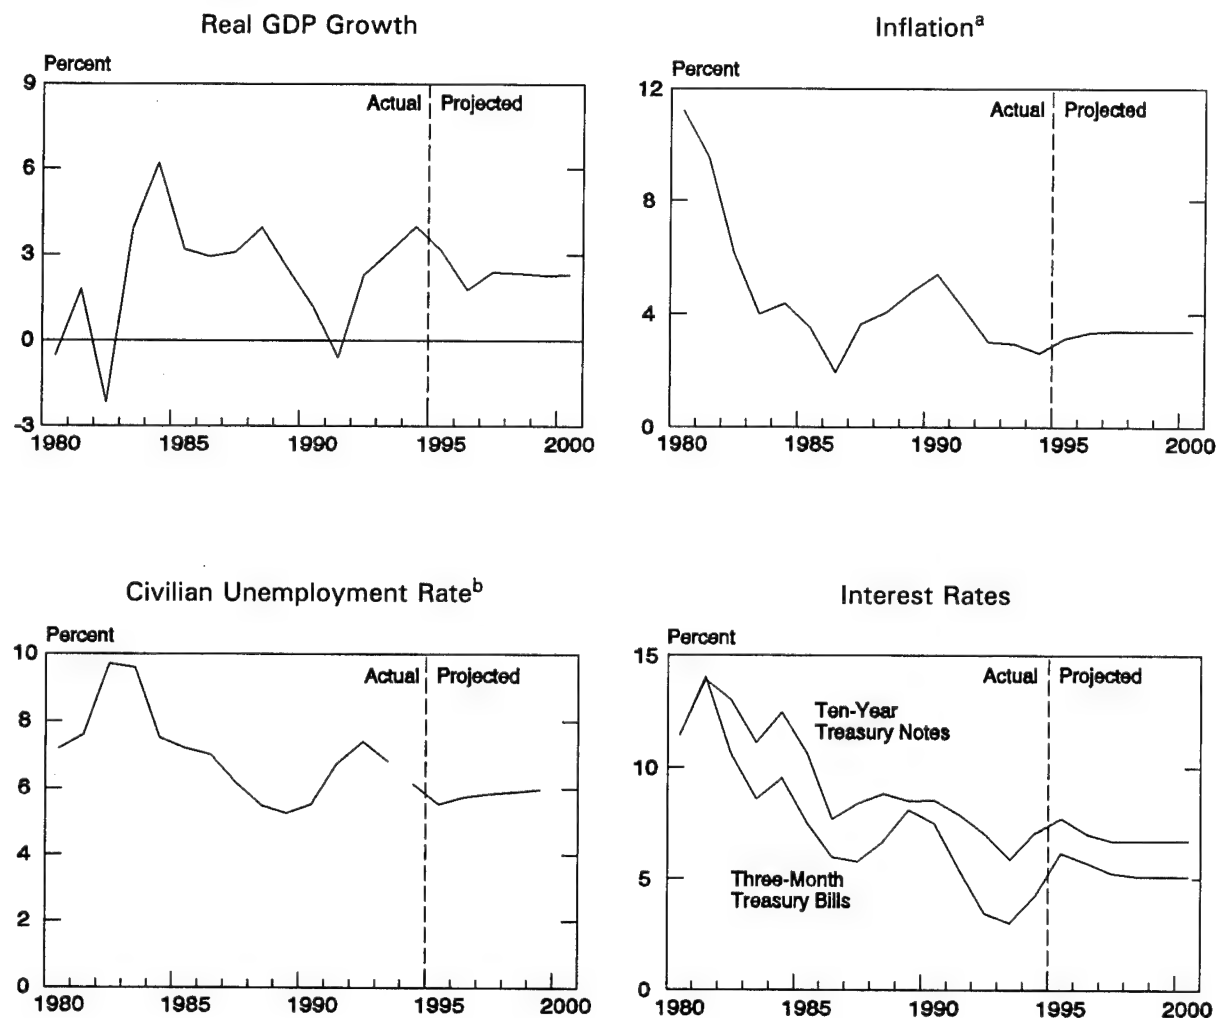 Real GDP Growth
Percent
9
Actual
Projected
6
3
0
-3
1980
1985
1990
1995
2000
Inflationᵃ
Percent
12
Actual
Projected
8
4
0
1980
1985
1990
1995
2000
Civilian Unemployment Rateᵇ
Percent
10
Actual
Projected
8
6
4
2
0
1980
1985
1990
1995
2000
Interest Rates
Percent
15
Actual
Projected
Ten-Year
Treasury Notes
10
5
Three-Month
Treasury Bills
0
1980
1985
1990
1995
2000